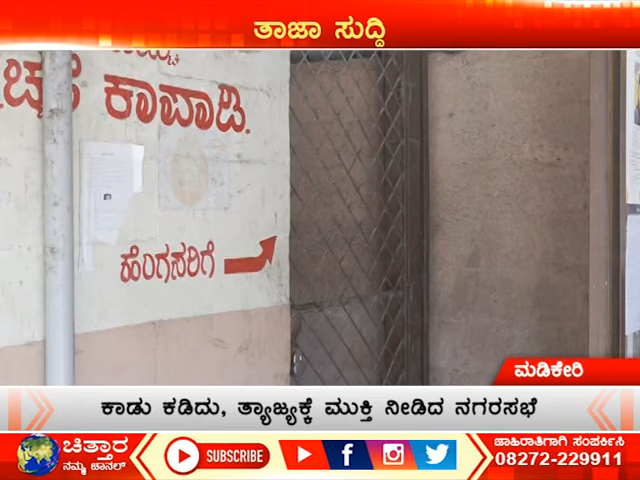 ತಾಜಾ ಸುದ್ದಿ
ಕಾಪಾಡಿ.
ಹೆಂಗಸರಿಗೆ
ಮಡಿಕೇರಿ
ಕಾಡು ಕಡಿದು, ತ್ಯಾಜ್ಯಕ್ಕೆ ಮುಕ್ತಿ ನೀಡಿದ ನಗರಸಭೆ
ಚಿತ್ತಾರ
ನಮ್ಮ ಚಾನಲ್
SUBSCRIBE
ಜಾಹಿರಾತಿಗಾಗಿ ಸಂಪರ್ಕಿಸಿ
08272-229911